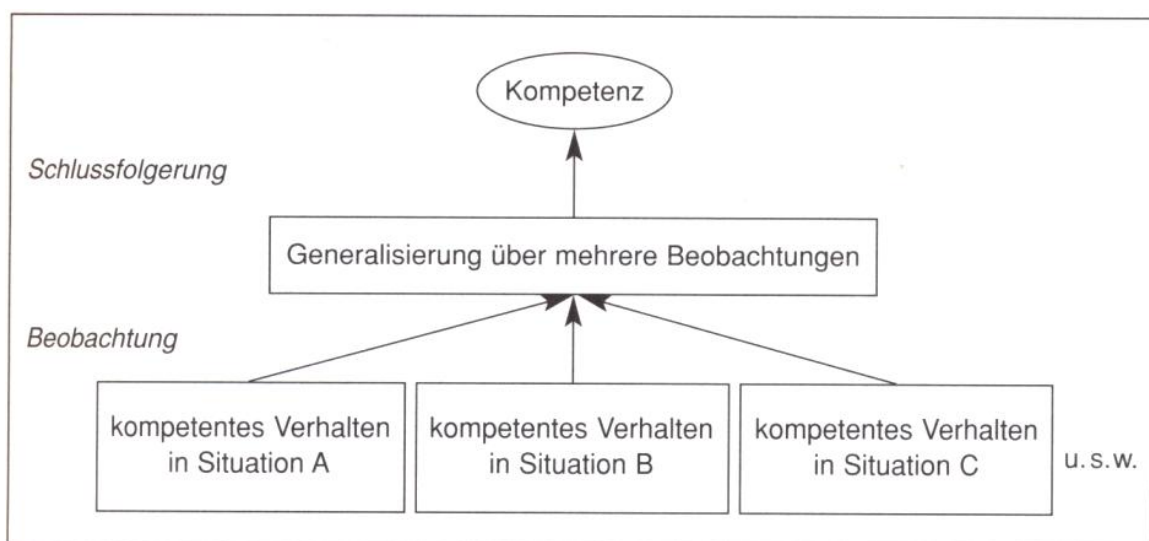 Kompetenz
Schlussfolgerung
Generalisierung über mehrere Beobachtungen
Beobachtung
kompetentes Verhalten
in Situation A
kompetentes Verhalten
in Situation B
kompetentes Verhalten
in Situation C
u. s. w.